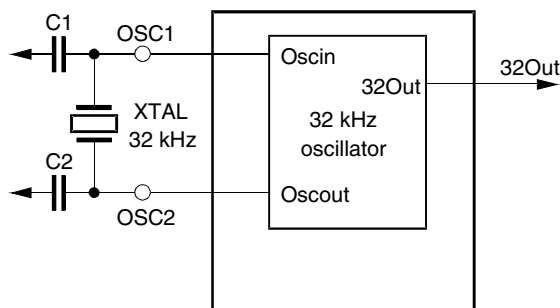 C1
OSC1
Oscin
32Out
32Out
XTAL
32 kHz
32 kHz
oscillator
C2
Oscout
OSC2